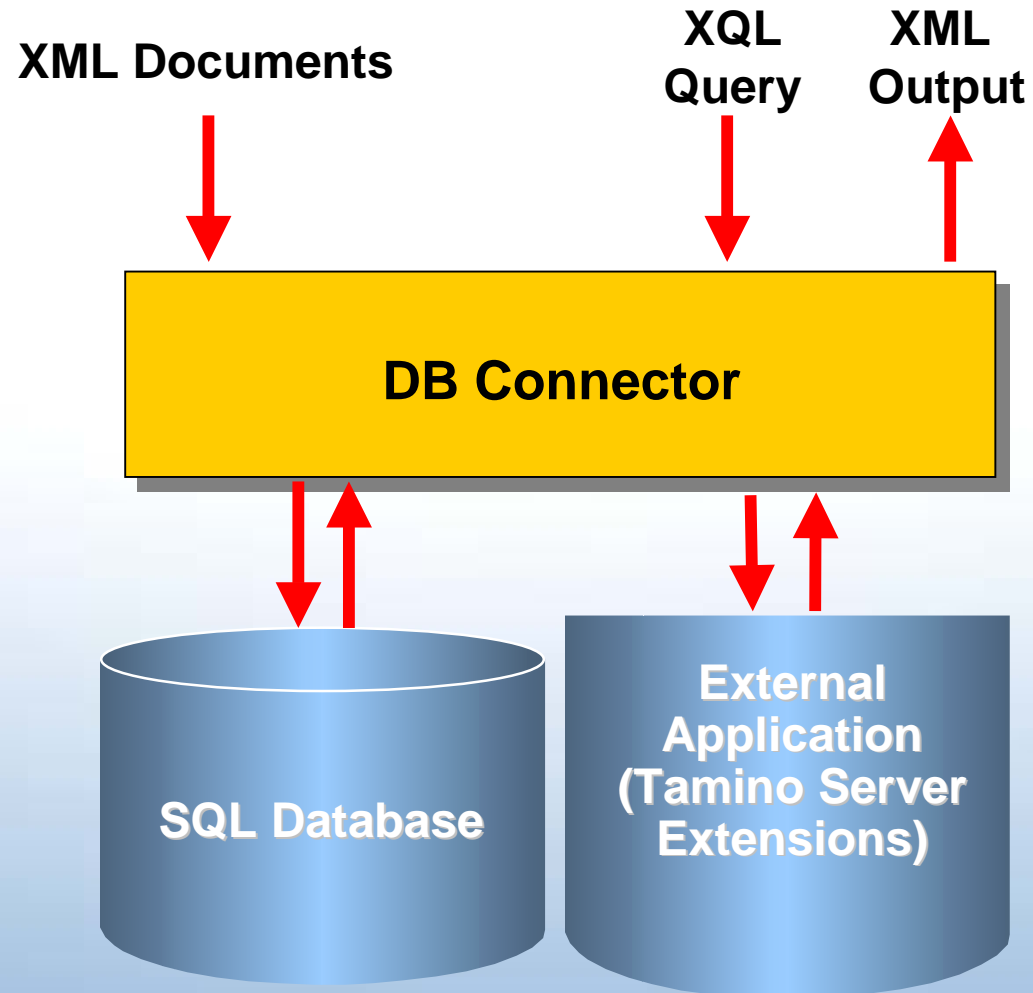 XML Documents
XQL
Query
XML
Output
DB Connector
SQL Database
External
Application
(Tamino Server
Extensions)